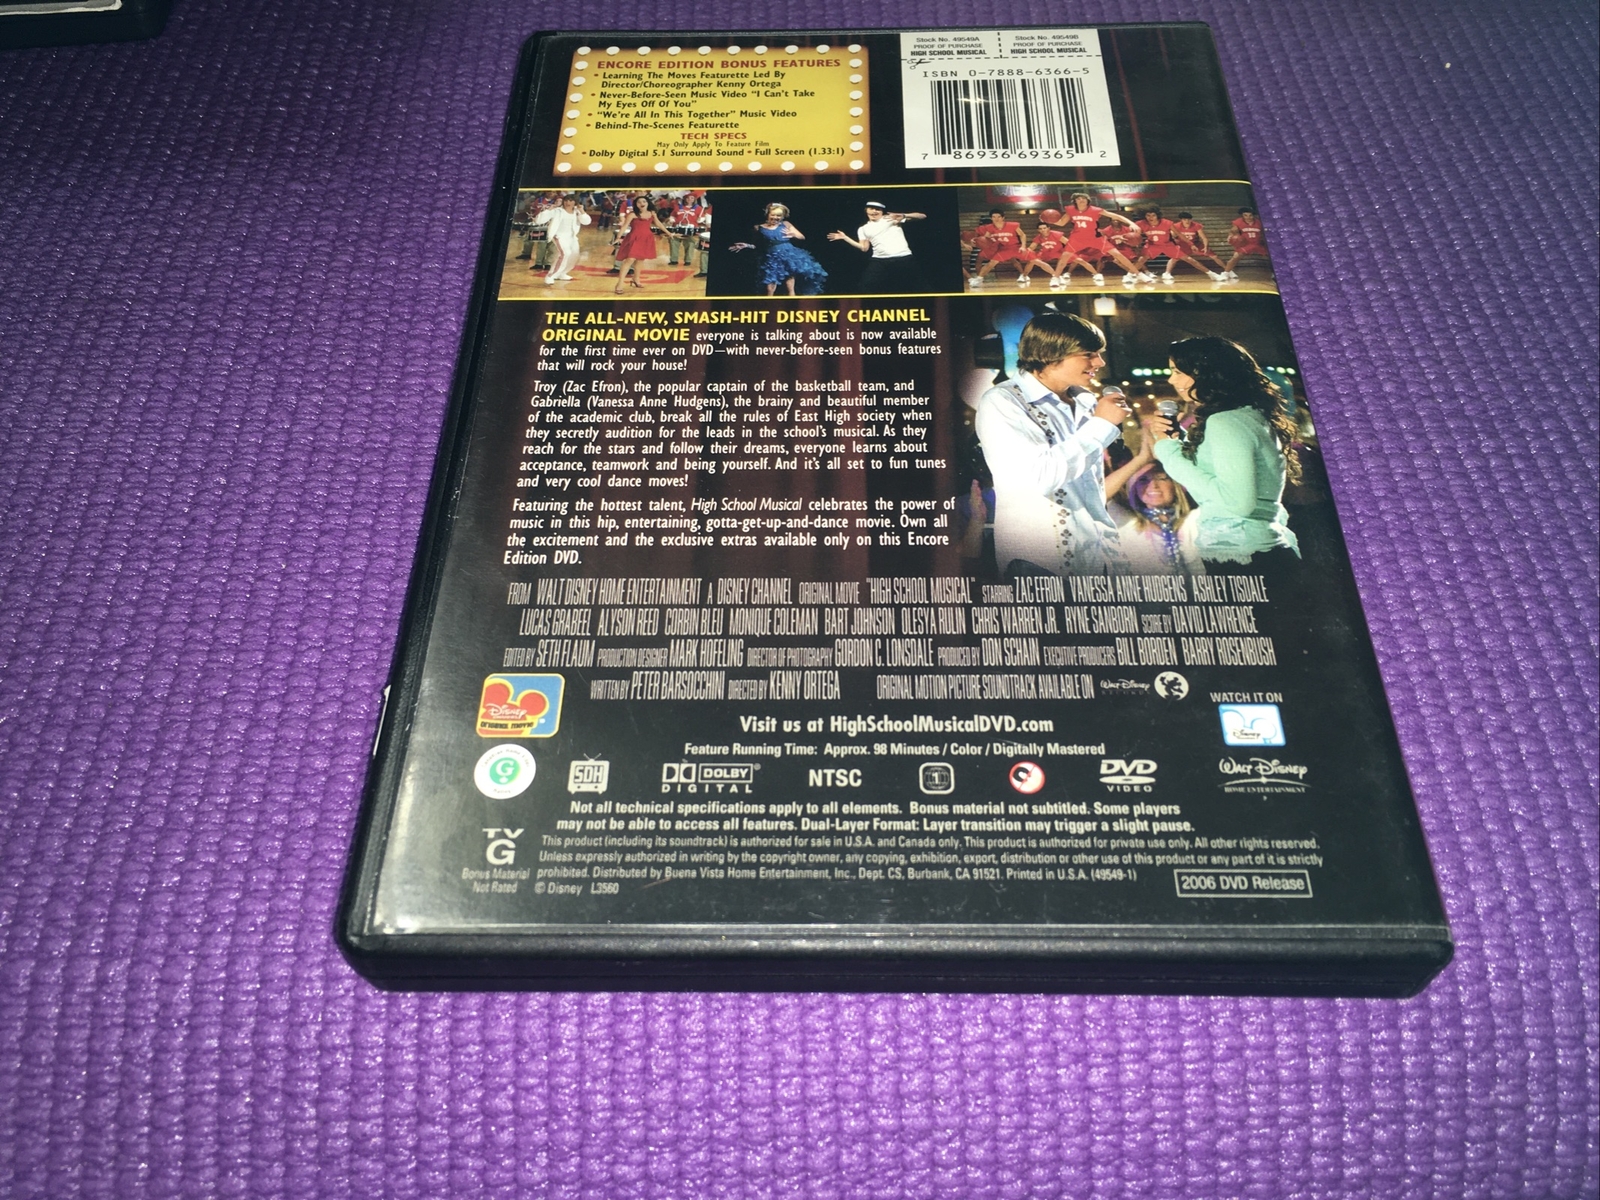 Stock No. 49549A
PROOF OF PURCHASE
HIGH SCHOOL MUSICAL
Stock No. 49549B
PROOF OF PURCHASE
HIGH SCHOOL MUSICAL
ISBN 0-7888-6366-5
7 86936 69365 2
ENCORE EDITION BONUS FEATURES
• Learning The Moves Featurette Led By
Director/Choreographer Kenny Ortega
• Never-Before-Seen Music Video "I Can't Take
My Eyes Off Of You"
• "We're All In This Together" Music Video
• Behind-The-Scenes Featurette
TECH SPECS
May Only Apply To Feature Film
• Dolby Digital 5.1 Surround Sound • Full Screen (1.33:1)
14
THE ALL-NEW, SMASH-HIT DISNEY CHANNEL
ORIGINAL MOVIE everyone is talking about is now available
for the first time ever on DVD—with never-before-seen bonus features
that will rock your house!
Troy (Zac Efron), the popular captain of the basketball team, and
Gabriella (Vanessa Anne Hudgens), the brainy and beautiful member
of the academic club, break all the rules of East High society when
they secretly audition for the leads in the school's musical. As they
reach for the stars and follow their dreams, everyone learns about
acceptance, teamwork and being yourself. And it's all set to fun tunes
and very cool dance moves!
Featuring the hottest talent, High School Musical celebrates the power of
music in this hip, entertaining, gotta-get-up-and-dance movie. Own all
the excitement and the exclusive extras available only on this Encore
Edition DVD.
FROM WALT DISNEY HOME ENTERTAINMENT A DISNEY CHANNEL ORIGINAL MOVIE "HIGH SCHOOL MUSICAL" STARRING ZAC EFRON VANESSA ANNE HUDGENS ASHLEY TISDALE
LUCAS GRABEEL ALYSON REED CORBIN BLEU MONIQUE COLEMAN BART JOHNSON OLESYA RULIN CHRIS WARREN JR. RYNE SANBORN SCORE BY DAVID LAWRENCE
EDITED BY SETH FLAUM PRODUCTION DESIGNER MARK HOFELING DIRECTOR OF PHOTOGRAPHY GORDON C. LONSDALE PRODUCED BY DON SCHAIN EXECUTIVE PRODUCERS BILL BORDEN BARRY ROSENBUSH
WRITTEN BY PETER BARSOCCHINI DIRECTED BY KENNY ORTEGA ORIGINAL MOTION PICTURE SOUNDTRACK AVAILABLE ON WALT DISNEY RECORDS
Disney CHANNEL ORIGINAL MOVIE
WATCH IT ON
Disney
Visit us at HighSchoolMusicalDVD.com
Feature Running Time: Approx. 98 Minutes / Color / Digitally Mastered
G
SDH
DOLBY DIGITAL
NTSC
1
DVD VIDEO
WALT DISNEY HOME ENTERTAINMENT
Not all technical specifications apply to all elements. Bonus material not subtitled. Some players
may not be able to access all features. Dual-Layer Format: Layer transition may trigger a slight pause.
TV
G
Bonus Material
Not Rated
This product (including its soundtrack) is authorized for sale in U.S.A. and Canada only. This product is authorized for private use only. All other rights reserved.
Unless expressly authorized in writing by the copyright owner, any copying, exhibition, export, distribution or other use of this product or any part of it is strictly
prohibited. Distributed by Buena Vista Home Entertainment, Inc., Dept. CS, Burbank, CA 91521. Printed in U.S.A. (49549-1)
© Disney L3560
2006 DVD Release